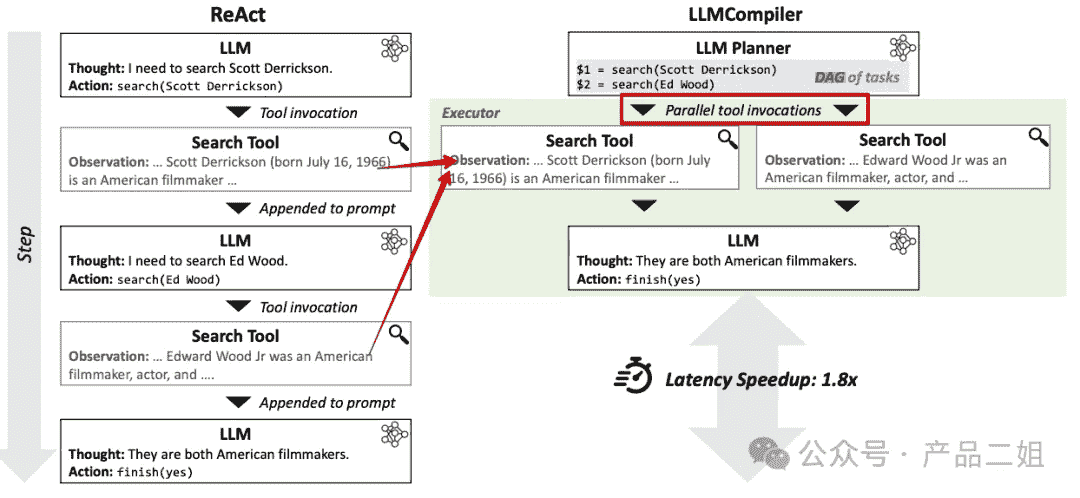 ReAct
LLM
Thought: I need to search Scott Derrickson.
Action: search(Scott Derrickson)
Tool invocation
Search Tool
Observation: ... Scott Derrickson (born July 16, 1966)
is an American filmmaker ...
Appended to prompt
LLM
Thought: I need to search Ed Wood.
Action: search(Ed Wood)
Tool invocation
Search Tool
Observation: ... Edward Wood Jr was an American
filmmaker, actor, and ....
Appended to prompt
LLM
Thought: They are both American filmmakers.
Action: finish(yes)
Step
LLMCompiler
LLM Planner
$1 = search(Scott Derrickson)
$2 = search(Ed Wood)
DAG of tasks
Executor
Parallel tool invocations
Search Tool
Observation: ... Scott Derrickson (born July
16, 1966) is an American filmmaker ...
Search Tool
Observation: ... Edward Wood Jr was an
American filmmaker, actor, and ...
LLM
Thought: They are both American filmmakers.
Action: finish(yes)
Latency Speedup: 1.8x
公众号 · 产品二姐